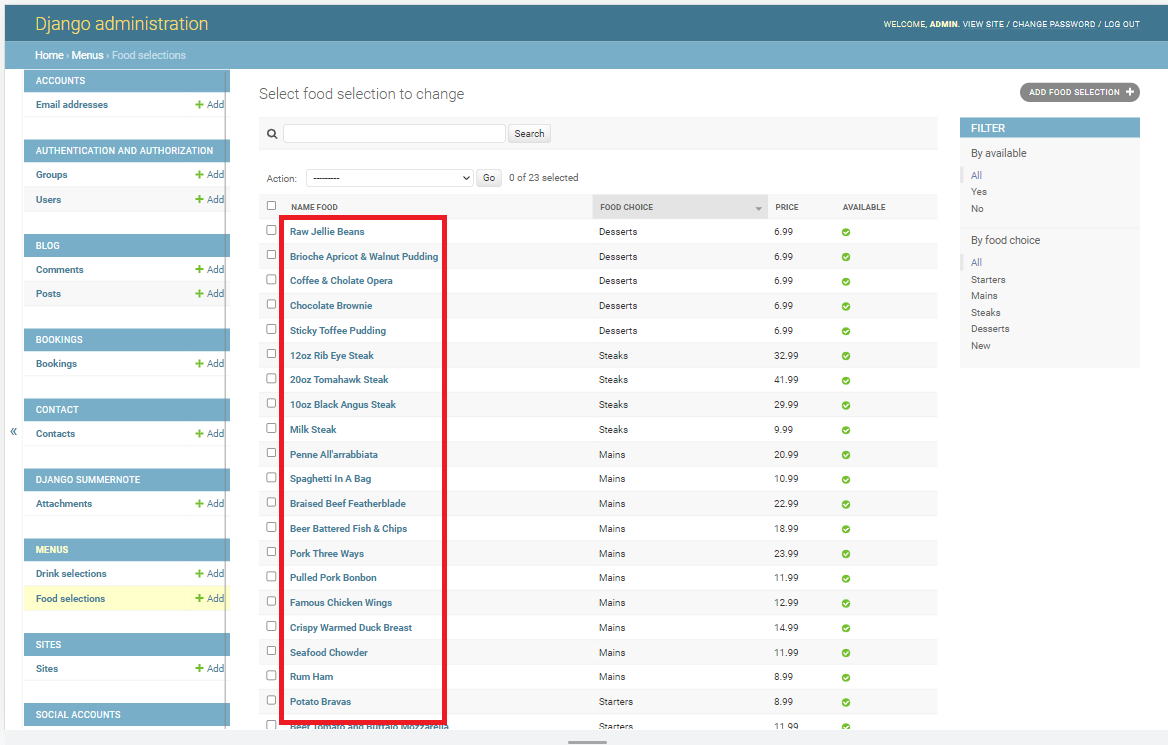 Django administration
WELCOME, ADMIN. VIEW SITE / CHANGE PASSWORD / LOG OUT
Home › Menus › Food selections
ACCOUNTS
Email addresses + Add
AUTHENTICATION AND AUTHORIZATION
Groups + Add
Users + Add
BLOG
Comments + Add
Posts + Add
BOOKINGS
Bookings + Add
CONTACT
Contacts + Add
DJANGO SUMMERNOTE
Attachments + Add
MENUS
Drink selections + Add
Food selections + Add
SITES
Sites + Add
SOCIAL ACCOUNTS
«
Select food selection to change
ADD FOOD SELECTION +
Search
Action: --------- Go 0 of 23 selected
NAME FOOD FOOD CHOICE PRICE AVAILABLE
Raw Jellie Beans Desserts 6.99
Brioche Apricot & Walnut Pudding Desserts 6.99
Coffee & Cholate Opera Desserts 6.99
Chocolate Brownie Desserts 6.99
Sticky Toffee Pudding Desserts 6.99
12oz Rib Eye Steak Steaks 32.99
20oz Tomahawk Steak Steaks 41.99
10oz Black Angus Steak Steaks 29.99
Milk Steak Steaks 9.99
Penne All'arrabbiata Mains 20.99
Spaghetti In A Bag Mains 10.99
Braised Beef Featherblade Mains 22.99
Beer Battered Fish & Chips Mains 18.99
Pork Three Ways Mains 23.99
Pulled Pork Bonbon Mains 11.99
Famous Chicken Wings Mains 12.99
Crispy Warmed Duck Breast Mains 14.99
Seafood Chowder Mains 11.99
Rum Ham Mains 8.99
Potato Bravas Starters 8.99
Beef Tomato and Buffalo Mozzarella Starters 11.99
FILTER
By available
All
Yes
No
By food choice
All
Starters
Mains
Steaks
Desserts
New